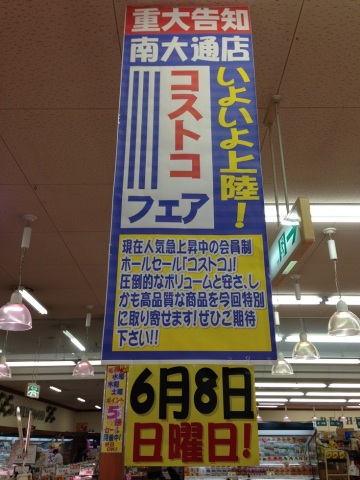 重大告知
南大通店
いよいよ上陸!
コストコ
フェア
現在人気急上昇中の会員制
ホールセール「コストコ」!
圧倒的なボリュームと安さ、し
かも高品質な商品を今回特別
に取り寄せます!ぜひご期待
下さい!!
6月8日
日曜日!